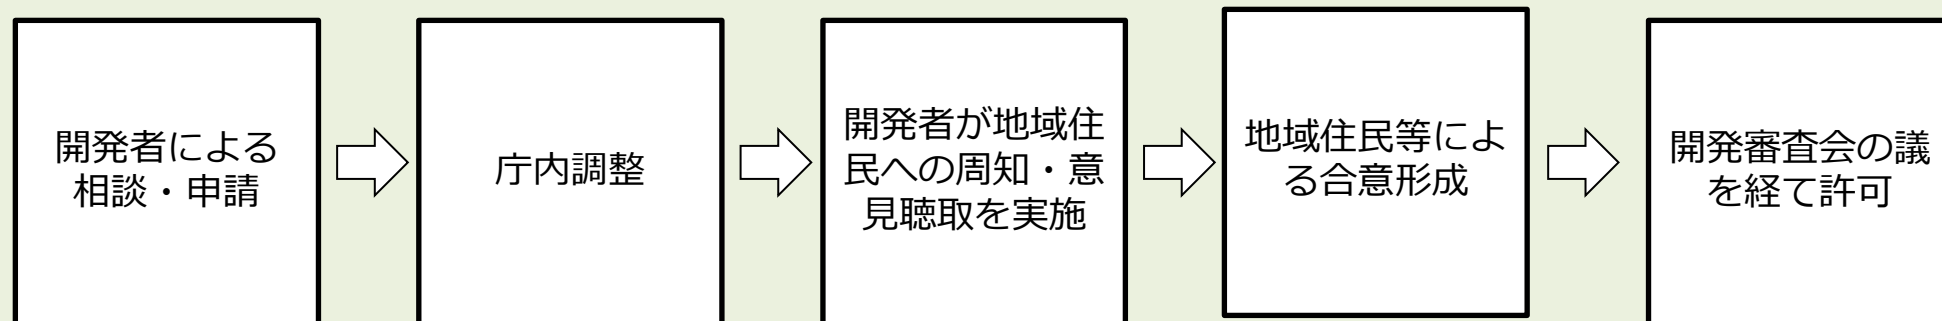 開発者による
相談・申請
庁内調整
開発者が地域住
民への周知・意
見聴取を実施
地域住民等によ
る合意形成
開発審査会の議
を経て許可